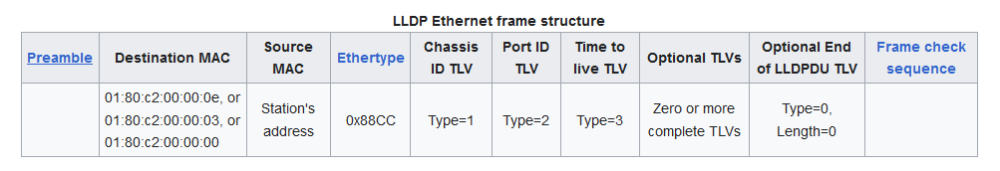 LLDP Ethernet frame structure
Preamble
Destination MAC
Source
MAC
Ethertype
Chassis
ID TLV
Port ID
TLV
Time to
live TLV
Optional TLVs
Optional End
of LLDPDU TLV
Frame check
sequence
01:80:c2:00:00:0e, or
01:80:c2:00:00:03, or
01:80:c2:00:00:00
Station's
address
0x88CC
Type=1
Type=2
Type=3
Zero or more
complete TLVs
Type=0,
Length=0